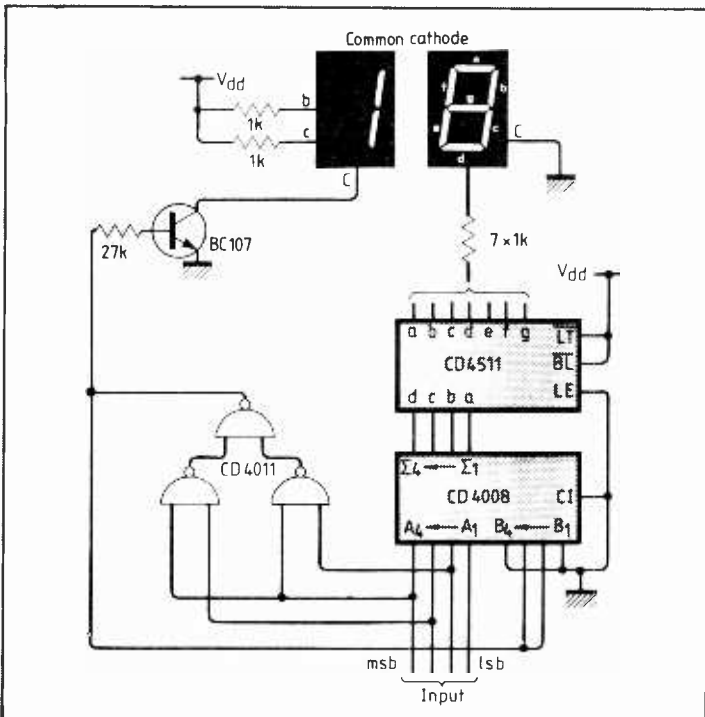 Common cathode
Vdd
b
1k
c
1k
C
a
f
b
g
e
c
d
C
27k
BC107
7 × 1k
Vdd
a b c d e f g
LT
CD4511
BL
d c b a
LE
CD4011
Σ4 Σ1
CD4008
CI
A4 A1 B4 B1
msb
lsb
Input